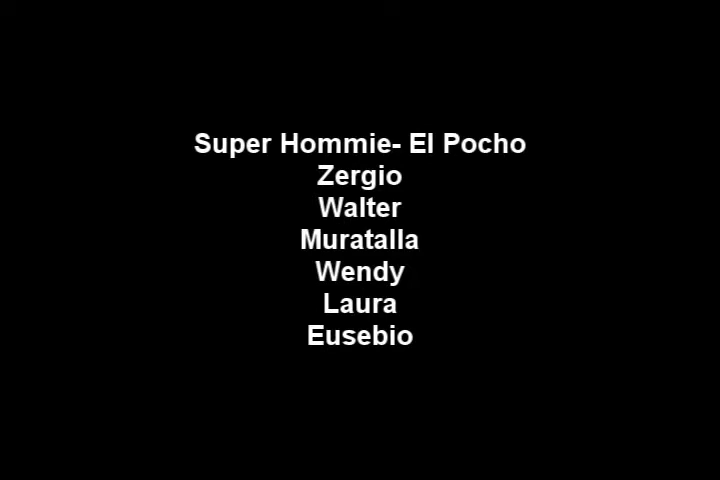 Super Hommie- El Pocho
Zergio
Walter
Muratalla
Wendy
Laura
Eusebio